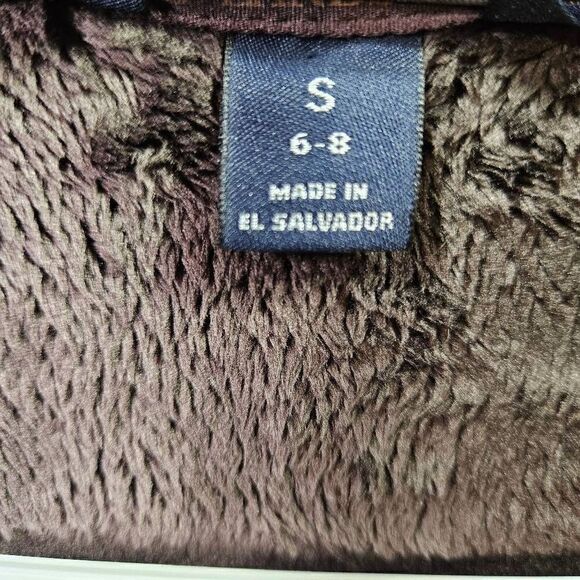 S
6-8
MADE IN
EL SALVADOR